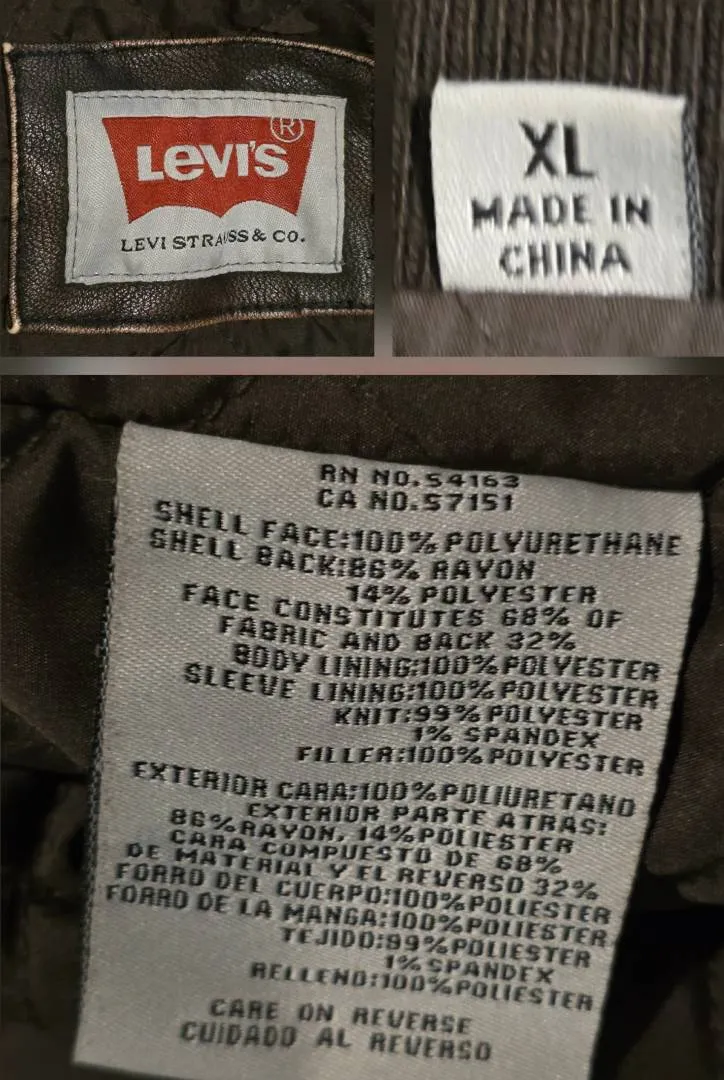 LEVI'S
®
LEVI STRAUSS & CO.
XL
MADE IN
CHINA
RN NO.54163
CA NO.57151
SHELL FACE:100% POLYURETHANE
SHELL BACK:86% RAYON
14% POLYESTER
FACE CONSTITUTES 68% OF
FABRIC AND BACK 32%
BODY LINING:100%POLYESTER
SLEEVE LINING:100%POLYESTER
KNIT:99%POLYESTER
1% SPANDEX
FILLER:100%POLYESTER
EXTERIOR CARA:100%POLIURETANO
EXTERIOR PARTE ATRAS:
86%RAYON, 14%POLIESTER
CARA COMPUESTO DE 68%
DE MATERIAL Y EL REVERSO 32%
FORRO DEL CUERPO:100%POLIESTER
FORRO DE LA MANGA:100%POLIESTER
TEJIDO:99%POLIESTER
1%SPANDEX
RELLENO:100%POLIESTER
CARE ON REVERSE
CUIDADO AL REVERSO